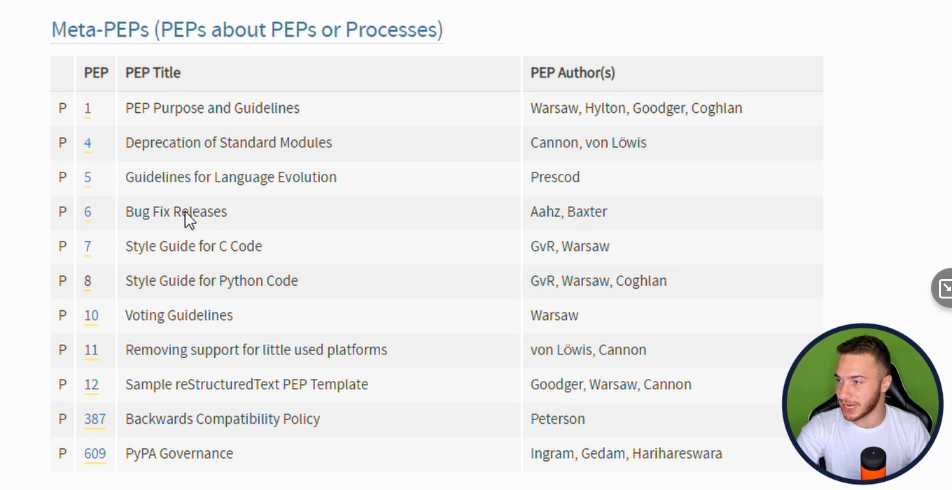 Meta-PEPs (PEPs about PEPs or Processes)
PEP PEP Title PEP Author(s)
P 1 PEP Purpose and Guidelines Warsaw, Hylton, Goodger, Coghlan
P 4 Deprecation of Standard Modules Cannon, von Löwis
P 5 Guidelines for Language Evolution Prescod
P 6 Bug Fix Releases Aahz, Baxter
P 7 Style Guide for C Code GvR, Warsaw
P 8 Style Guide for Python Code GvR, Warsaw, Coghlan
P 10 Voting Guidelines Warsaw
P 11 Removing support for little used platforms von Löwis, Cannon
P 12 Sample reStructuredText PEP Template Goodger, Warsaw, Cannon
P 387 Backwards Compatibility Policy Peterson
P 609 PyPA Governance Ingram, Gedam, Harihareswara